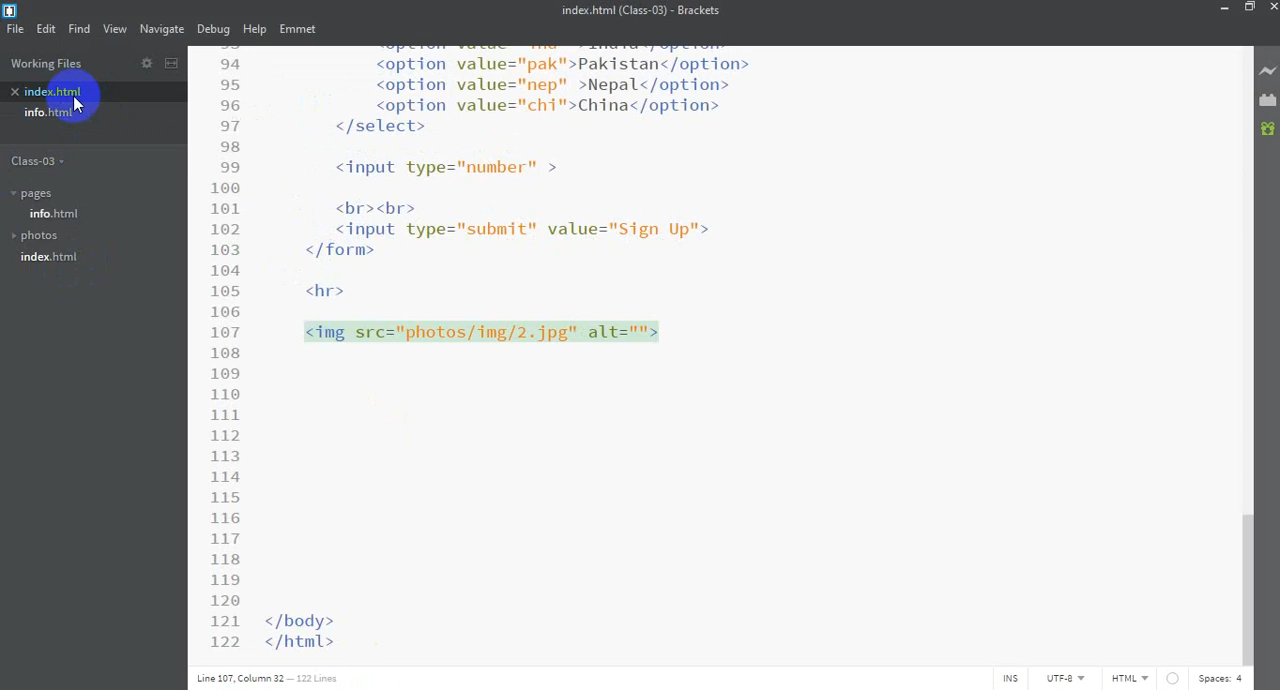 index.html (Class-03) - Brackets
File Edit Find View Navigate Debug Help Emmet
Working Files
index.html
info.html
Class-03
pages
info.html
photos
index.html
94 <option value="pak">Pakistan</option>
95 <option value="nep" >Nepal</option>
96 <option value="chi">China</option>
97 </select>
98
99 <input type="number" >
100
101 <br><br>
102 <input type="submit" value="Sign Up">
103 </form>
104
105 <hr>
106
107 <img src="photos/img/2.jpg" alt="">
108
109
110
111
112
113
114
115
116
117
118
119
120
121 </body>
122 </html>
Line 107, Column 32 — 122 Lines
INS UTF-8 HTML Spaces: 4